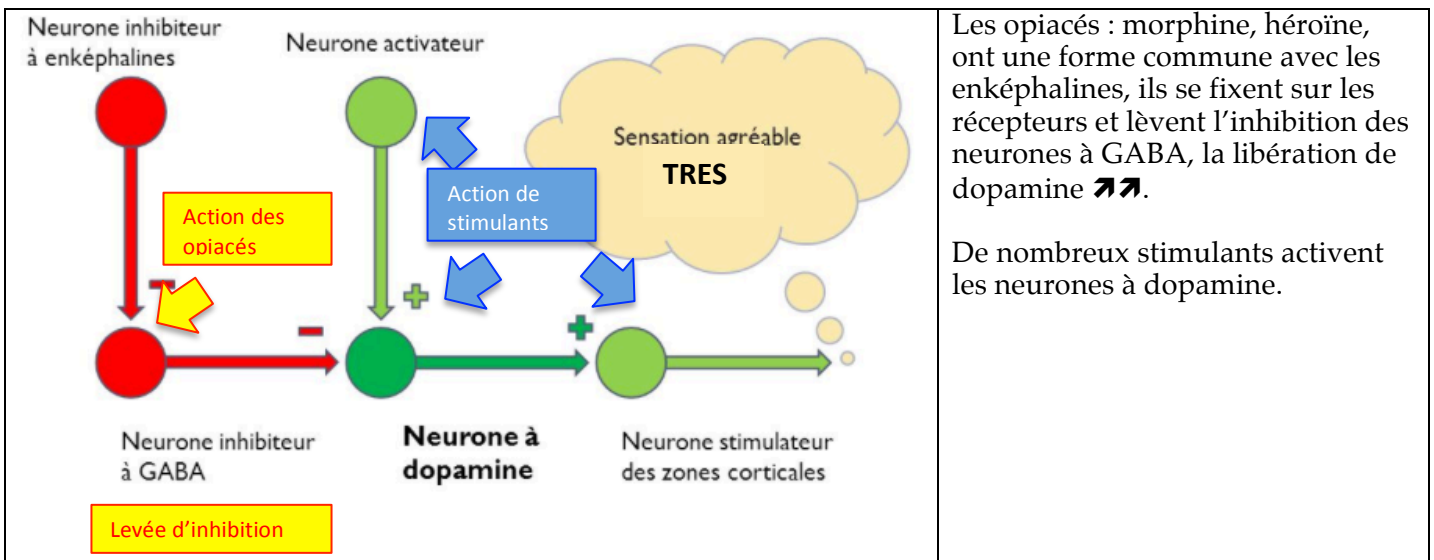 Neurone inhibiteur
à enképhalines
Neurone activateur
Sensation agréable
TRES
Action des
opiacés
Action de
stimulants
Neurone inhibiteur
à GABA
Neurone à
dopamine
Neurone stimulateur
des zones corticales
Levée d’inhibition
Les opiacés : morphine, héroïne,
ont une forme commune avec les
enképhalines, ils se fixent sur les
récepteurs et lèvent l’inhibition des
neurones à GABA, la libération de
dopamine 🡽🡽.
De nombreux stimulants activent
les neurones à dopamine.